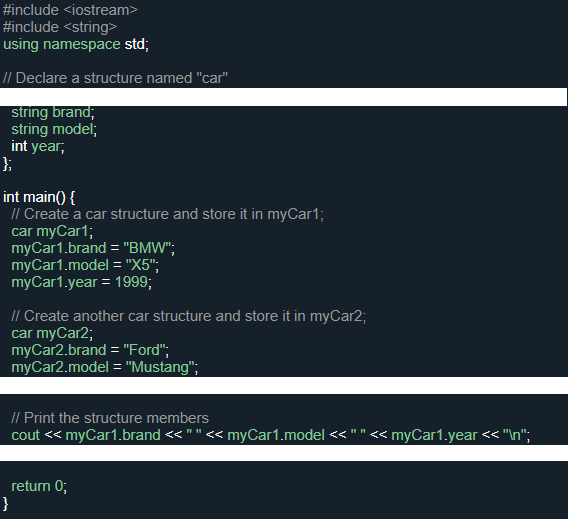 #include <iostream>
#include <string>
using namespace std;
// Declare a structure named "car"
string brand;
string model;
int year;
};
int main() {
// Create a car structure and store it in myCar1;
car myCar1;
myCar1.brand = "BMW";
myCar1.model = "X5";
myCar1.year = 1999;
// Create another car structure and store it in myCar2;
car myCar2;
myCar2.brand = "Ford";
myCar2.model = "Mustang";
// Print the structure members
cout << myCar1.brand << " " << myCar1.model << " " << myCar1.year << "\n";
return 0;
}